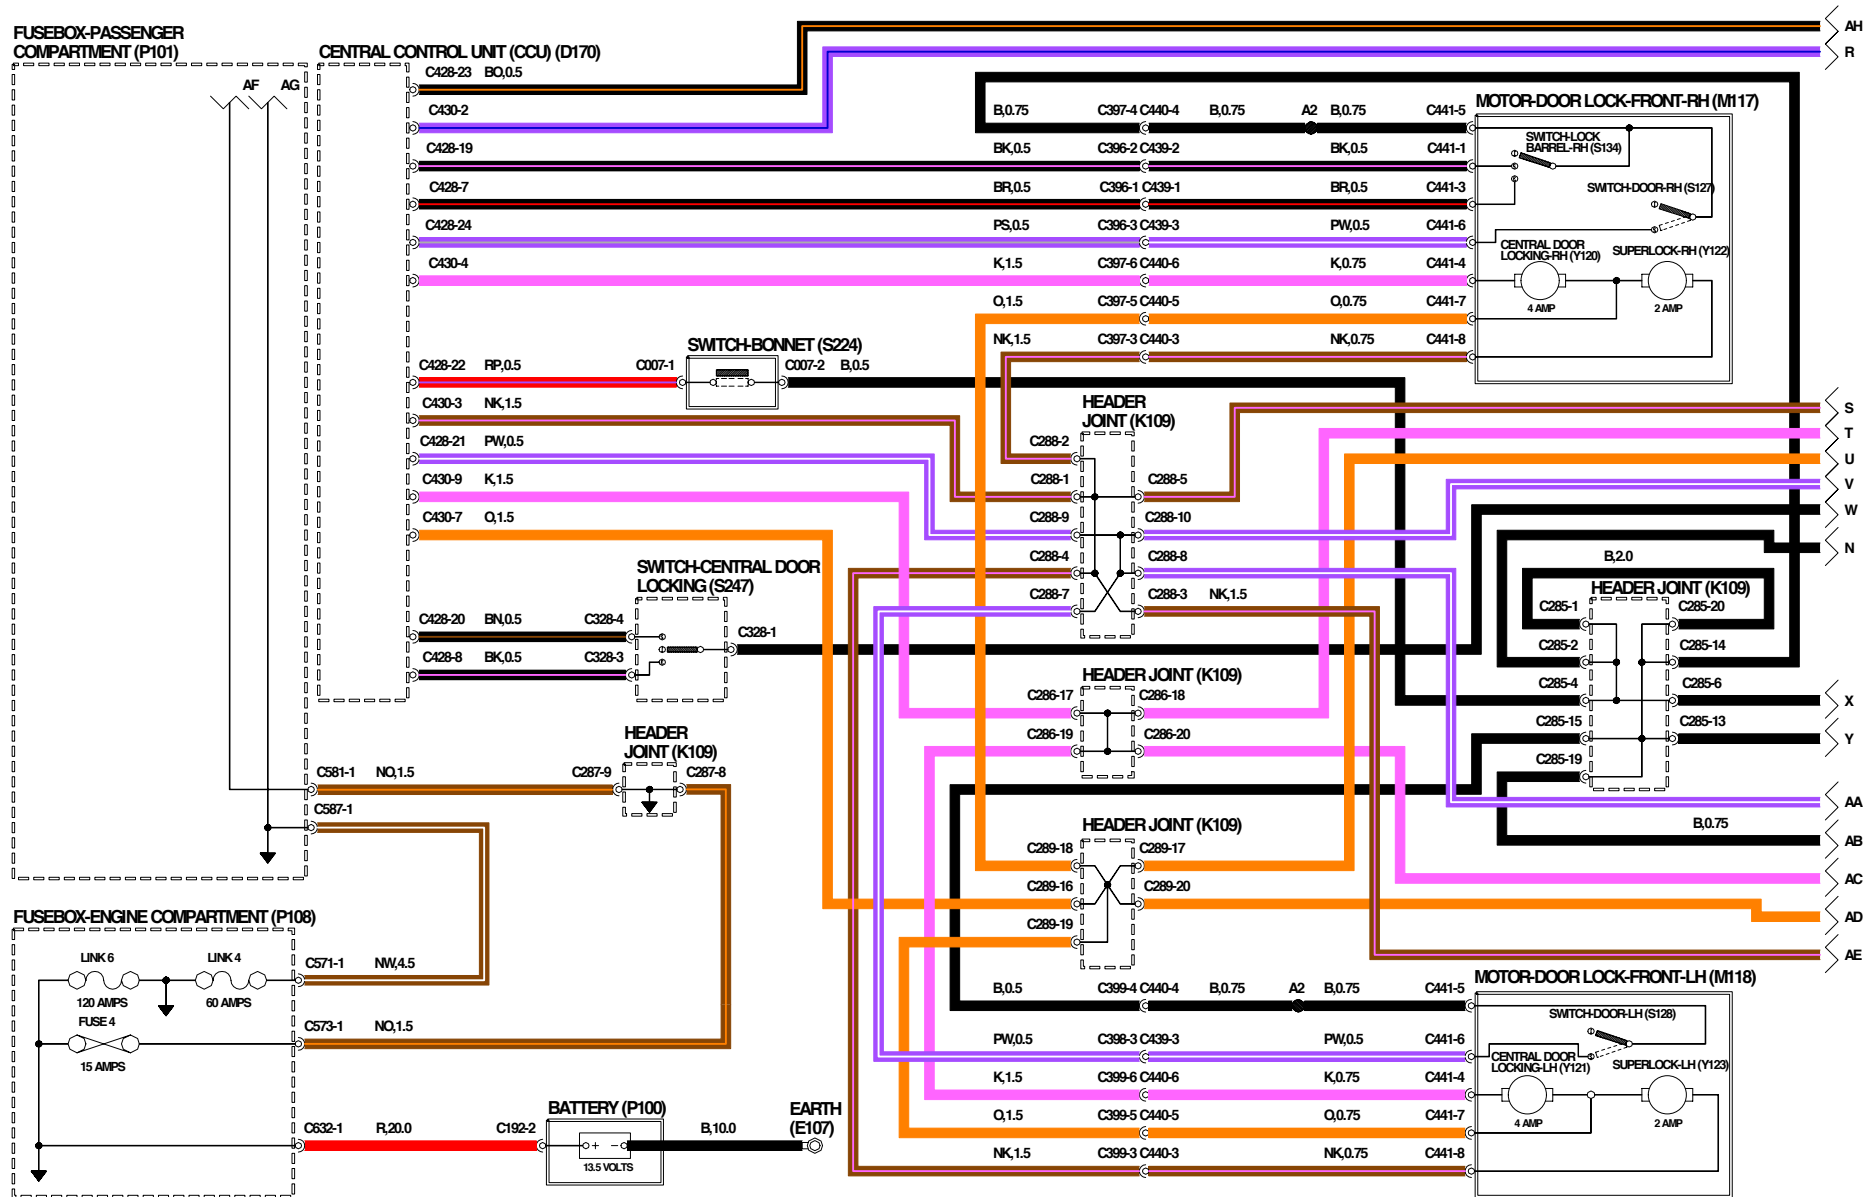 FUSEBOX-PASSENGER
COMPARTMENT (P101)
AF
AG
CENTRAL CONTROL UNIT (CCU) (D170)
C428-23 BO,0.5
C430-2
C428-19
C428-7
C428-24
C430-4
C428-22 RP,0.5
C430-3 NK,1.5
C428-21 PW,0.5
C430-9 K,1.5
C430-7 O,1.5
C428-20 BN,0.5
C428-8 BK,0.5
AH
R
B,0.75 C397-4 C440-4 B,0.75 A2 B,0.75 C441-5
BK,0.5 C396-2 C439-2 BK,0.5 C441-1
BR,0.5 C396-1 C439-1 BR,0.5 C441-3
PS,0.5 C396-3 C439-3 PW,0.5 C441-6
K,1.5 C397-6 C440-6 K,0.75 C441-4
O,1.5 C397-5 C440-5 O,0.75 C441-7
NK,1.5 C397-3 C440-3 NK,0.75 C441-8
MOTOR-DOOR LOCK-FRONT-RH (M117)
SWITCH-LOCK
BARREL-RH (S134)
SWITCH-DOOR-RH (S127)
CENTRAL DOOR
LOCKING-RH (Y120)
SUPERLOCK-RH (Y122)
4 AMP
2 AMP
SWITCH-BONNET (S224)
C007-1
C007-2 B,0.5
HEADER
JOINT (K109)
C288-2
C288-1
C288-5
C288-9
C288-10
C288-4
C288-8
C288-7
C288-3 NK,1.5
S
T
U
V
W
N
SWITCH-CENTRAL DOOR
LOCKING (S247)
C328-4
C328-3
C328-1
B,2.0
HEADER JOINT (K109)
C285-1
C285-20
C285-2
C285-14
C285-4
C285-6
C285-15
C285-13
C285-19
X
Y
HEADER JOINT (K109)
C286-17
C286-18
C286-19
C286-20
HEADER
JOINT (K109)
C581-1 NO,1.5
C287-9
C287-8
C587-1
AA
B,0.75
AB
AC
AD
AE
HEADER JOINT (K109)
C289-18
C289-17
C289-16
C289-20
C289-19
FUSEBOX-ENGINE COMPARTMENT (P108)
LINK 6
LINK 4
120 AMPS
60 AMPS
FUSE 4
15 AMPS
C571-1 NW,4.5
C573-1 NO,1.5
C632-1 R,20.0 C192-2
BATTERY (P100)
13.5 VOLTS
B,10.0
EARTH
(E107)
B,0.5 C399-4 C440-4 B,0.75 A2 B,0.75 C441-5
PW,0.5 C398-3 C439-3 PW,0.5 C441-6
K,1.5 C399-6 C440-6 K,0.75 C441-4
O,1.5 C399-5 C440-5 O,0.75 C441-7
NK,1.5 C399-3 C440-3 NK,0.75 C441-8
MOTOR-DOOR LOCK-FRONT-LH (M118)
SWITCH-DOOR-LH (S128)
CENTRAL DOOR
LOCKING-LH (Y121)
SUPERLOCK-LH (Y123)
4 AMP
2 AMP